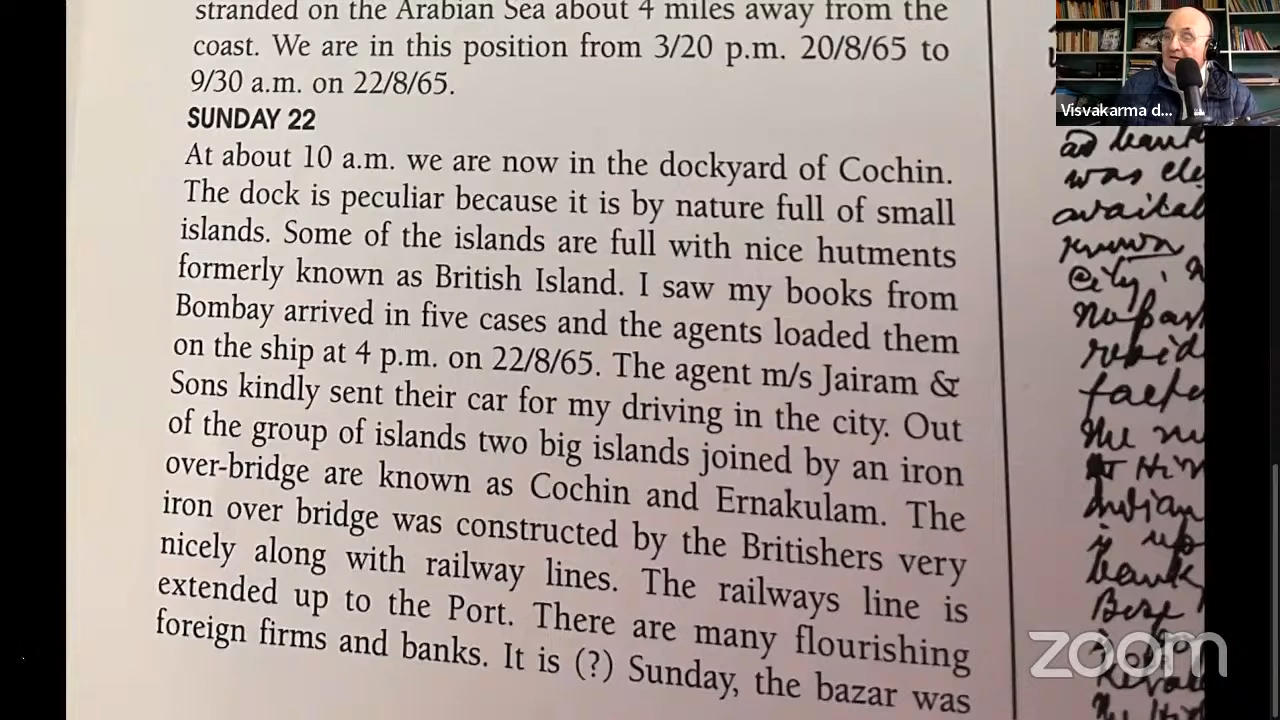 stranded on the Arabian Sea about 4 miles away from the
coast. We are in this position from 3/20 p.m. 20/8/65 to
9/30 a.m. on 22/8/65.
SUNDAY 22
At about 10 a.m. we are now in the dockyard of Cochin.
The dock is peculiar because it is by nature full of small
islands. Some of the islands are full with nice hutments
formerly known as British Island. I saw my books from
Bombay arrived in five cases and the agents loaded them
on the ship at 4 p.m. on 22/8/65. The agent m/s Jairam &
Sons kindly sent their car for my driving in the city. Out
of the group of islands two big islands joined by an iron
over-bridge are known as Cochin and Ernakulam. The
iron over bridge was constructed by the Britishers very
nicely along with railway lines. The railways line is
extended up to the Port. There are many flourishing
foreign firms and banks. It is (?) Sunday, the bazar was
Visvakarma d...
was
known
city,
Indian
is up
bank
zoom